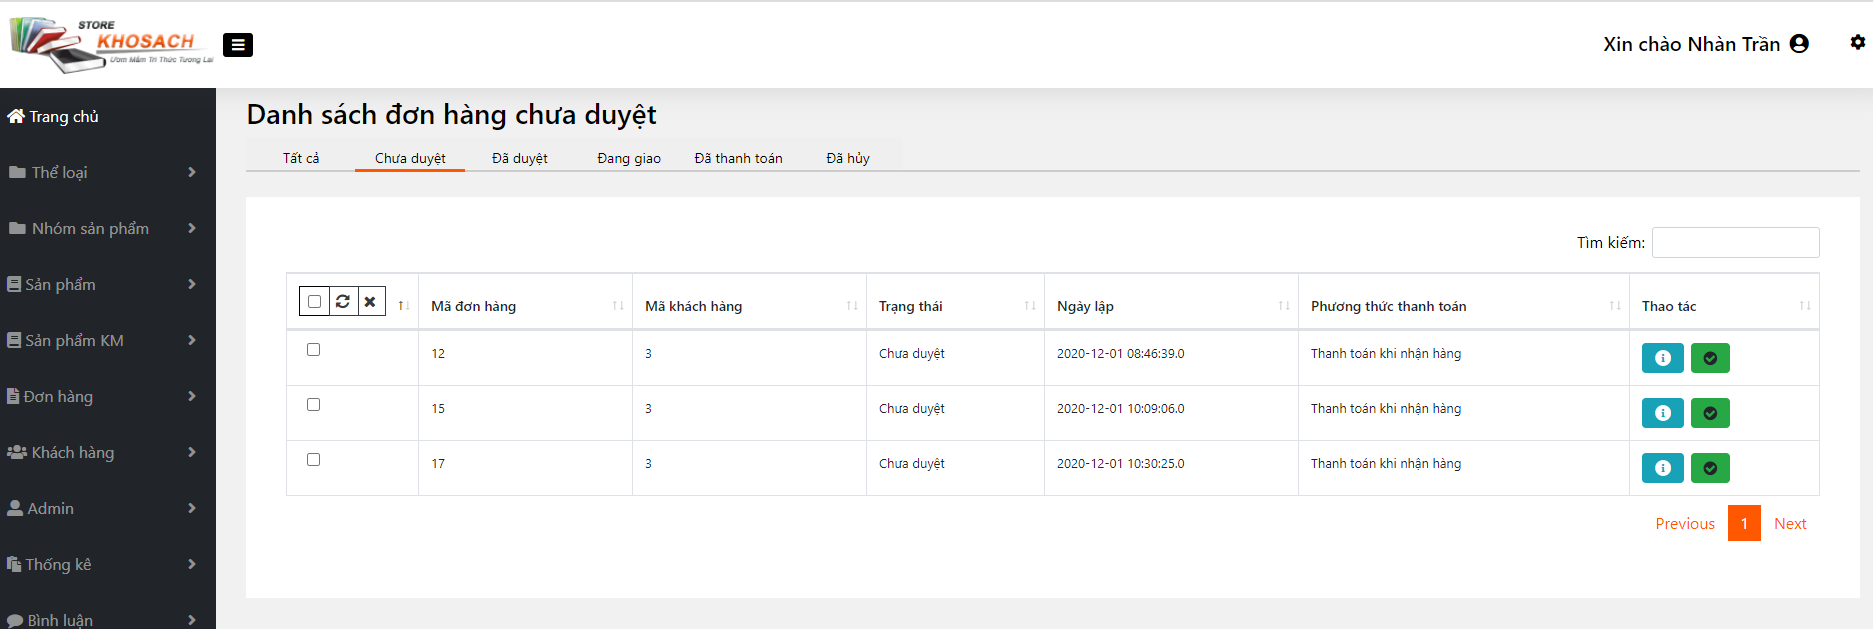 STORE
KHOSACH
Ươm Mầm Tri Thức Tương Lai
Xin chào Nhàn Trần
Trang chủ
Thể loại
Nhóm sản phẩm
Sản phẩm
Sản phẩm KM
Đơn hàng
Khách hàng
Admin
Thống kê
Bình luận
Danh sách đơn hàng chưa duyệt
Tất cả Chưa duyệt Đã duyệt Đang giao Đã thanh toán Đã hủy
Tìm kiếm:
Mã đơn hàng Mã khách hàng Trạng thái Ngày lập Phương thức thanh toán Thao tác
12 3 Chưa duyệt 2020-12-01 08:46:39.0 Thanh toán khi nhận hàng
15 3 Chưa duyệt 2020-12-01 10:09:06.0 Thanh toán khi nhận hàng
17 3 Chưa duyệt 2020-12-01 10:30:25.0 Thanh toán khi nhận hàng
Previous 1 Next